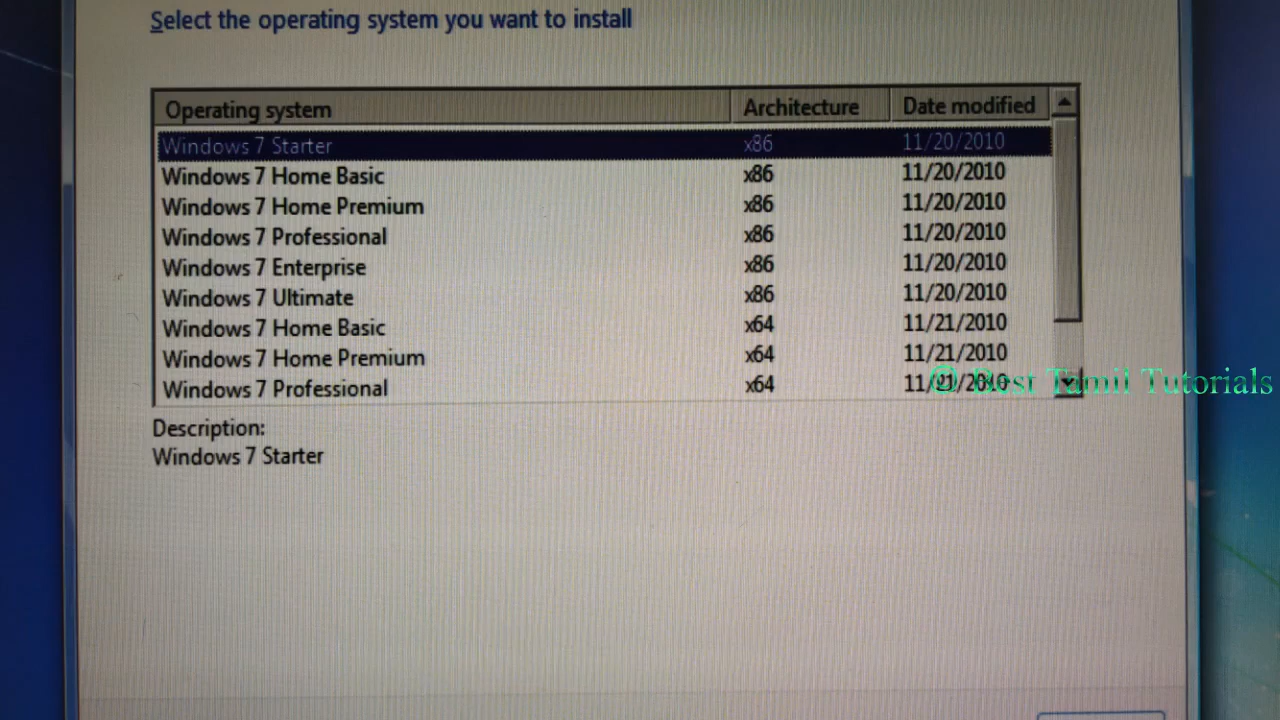 Select the operating system you want to install
Operating system Architecture Date modified
Windows 7 Starter x86 11/20/2010
Windows 7 Home Basic x86 11/20/2010
Windows 7 Home Premium x86 11/20/2010
Windows 7 Professional x86 11/20/2010
Windows 7 Enterprise x86 11/20/2010
Windows 7 Ultimate x86 11/20/2010
Windows 7 Home Basic x64 11/21/2010
Windows 7 Home Premium x64 11/21/2010
Windows 7 Professional x64 11/21/2010
© Best Tamil Tutorials
Description:
Windows 7 Starter